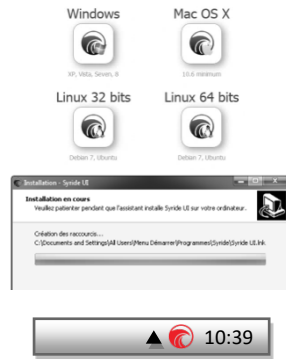 Windows
Mac OS X
XP, Vista, Seven, 8
10.6 minimum
Linux 32 bits
Linux 64 bits
Debian 7, Ubuntu
Debian 7, Ubuntu
Installation - Syride UI
Installation en cours
Veuillez patienter pendant que l'assistant installe Syride UI sur votre ordinateur.
Création des raccourcis...
C:\Documents and Settings\All Users\Menu Démarrer\Programmes\Syride\Syride UI.lnk
10:39